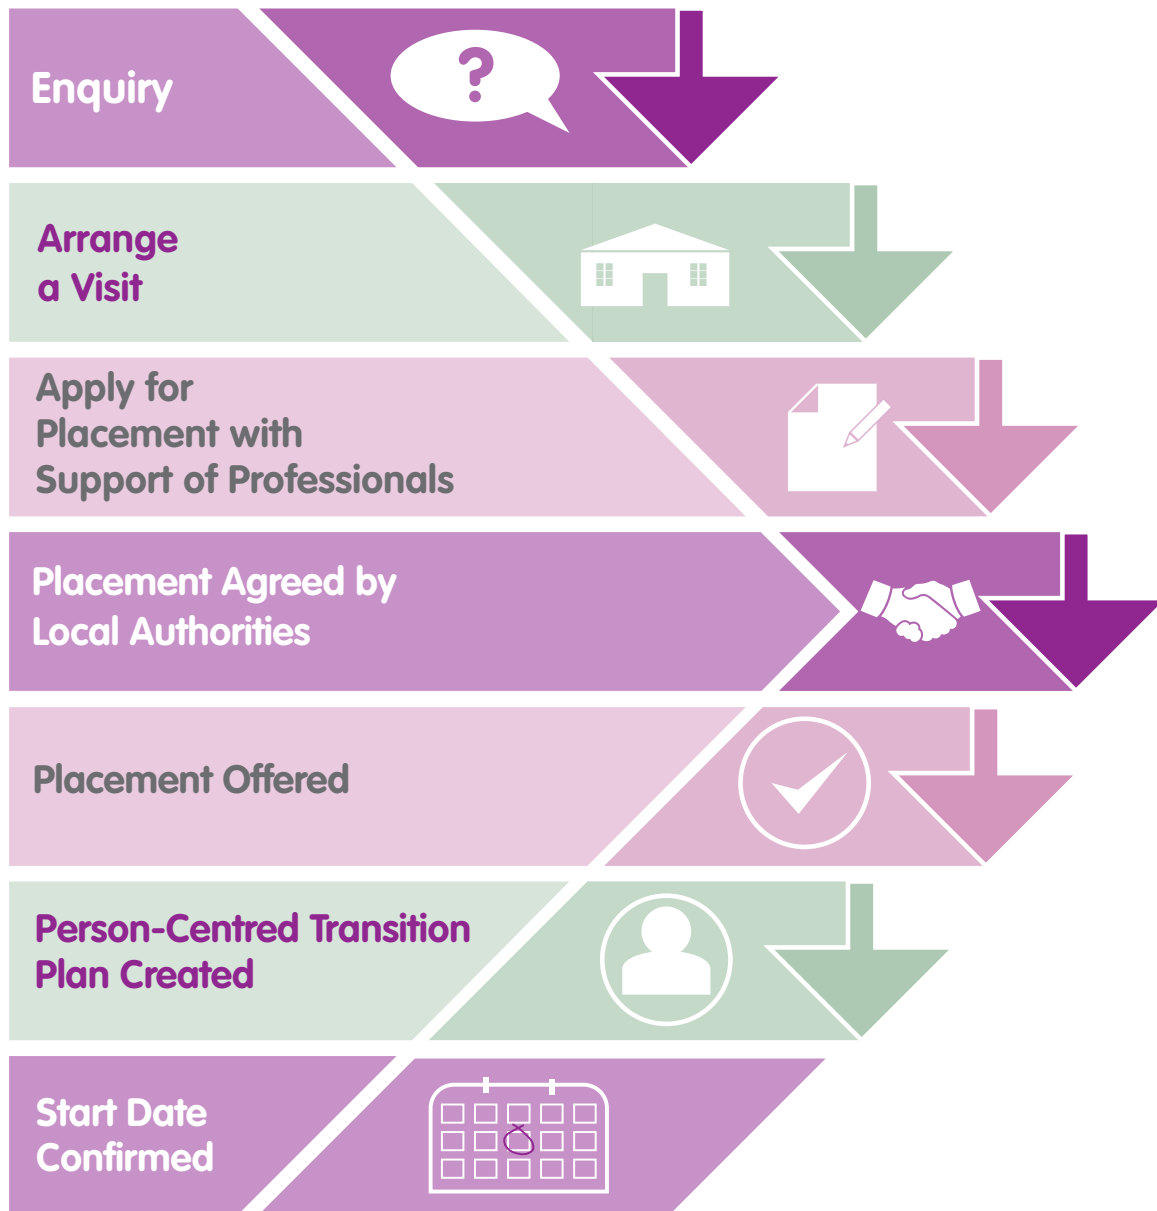 ?
Enquiry
Arrange
a Visit
Apply for
Placement with
Support of Professionals
Placement Agreed by
Local Authorities
Placement Offered
Person-Centred Transition
Plan Created
Start Date
Confirmed